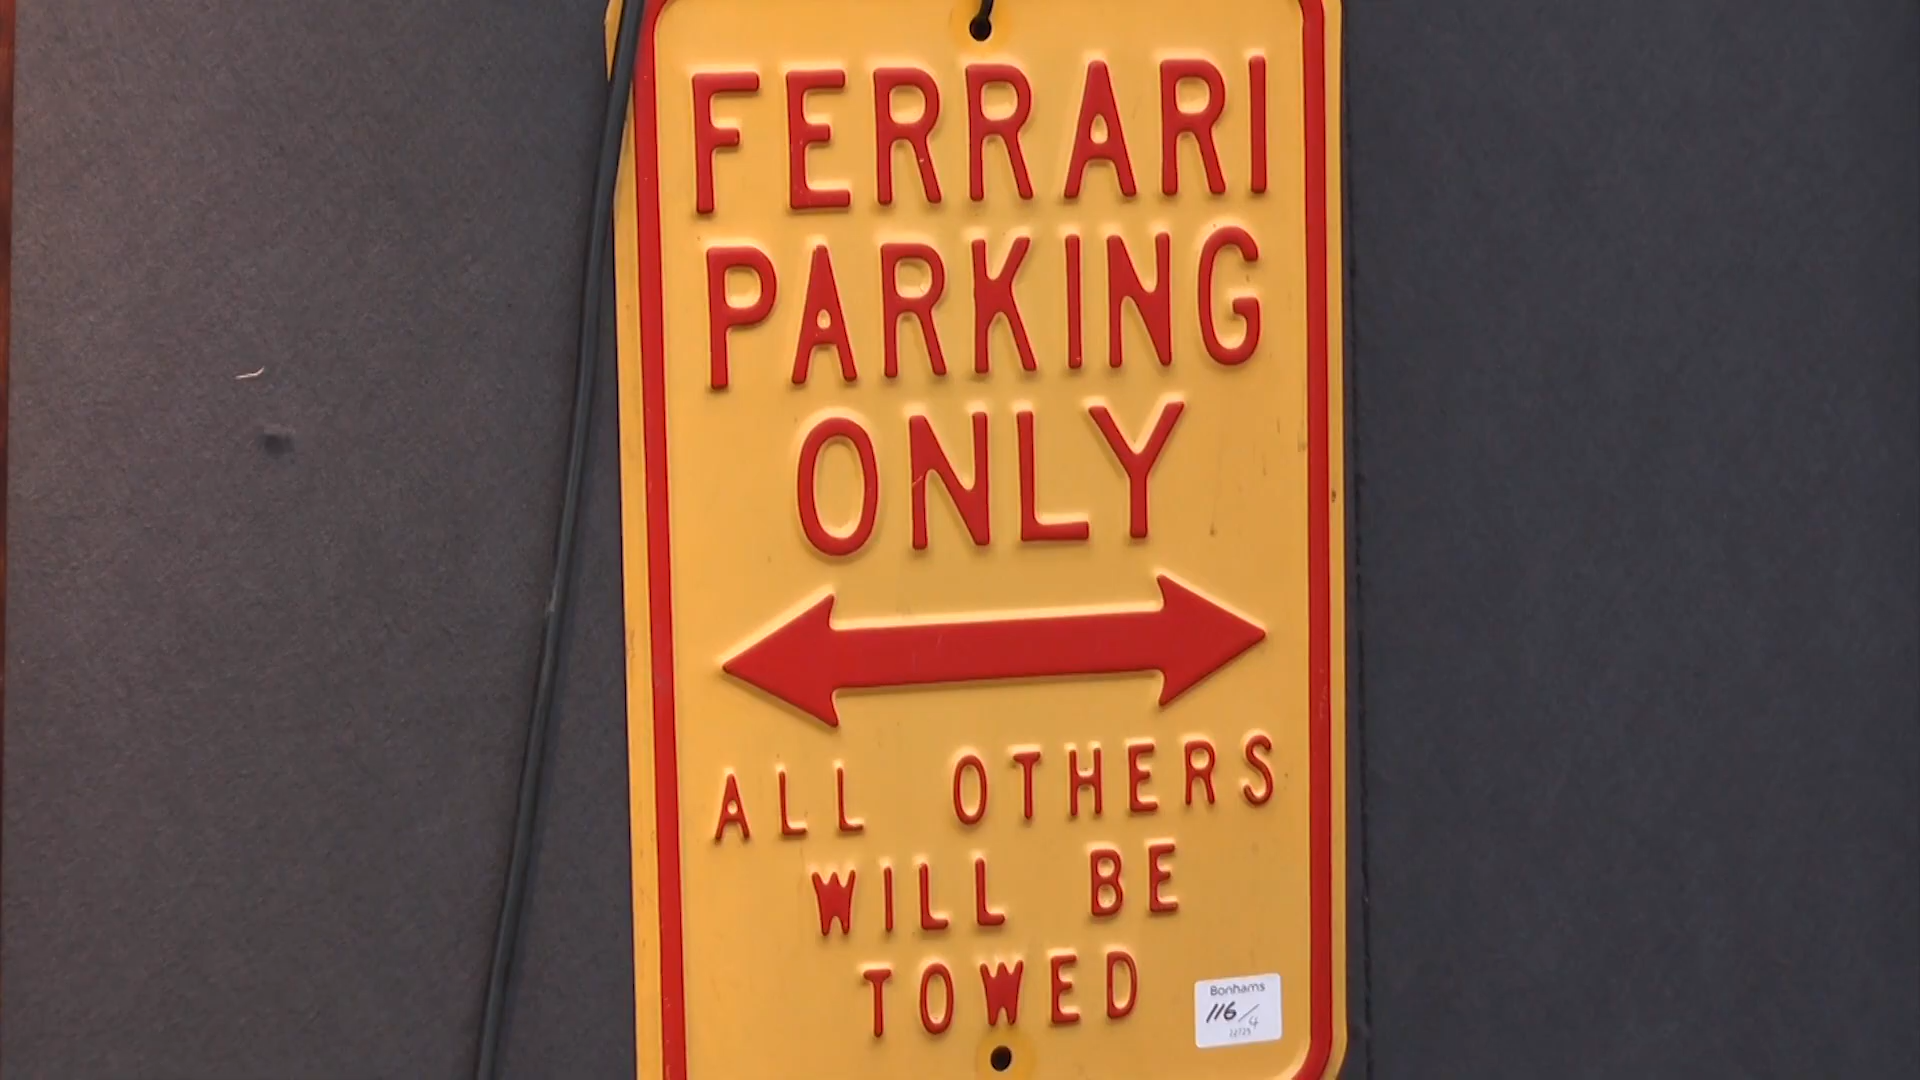 FERRARI
PARKING
ONLY
ALL OTHERS
WILL BE
TOWED
Bonhams
116/4